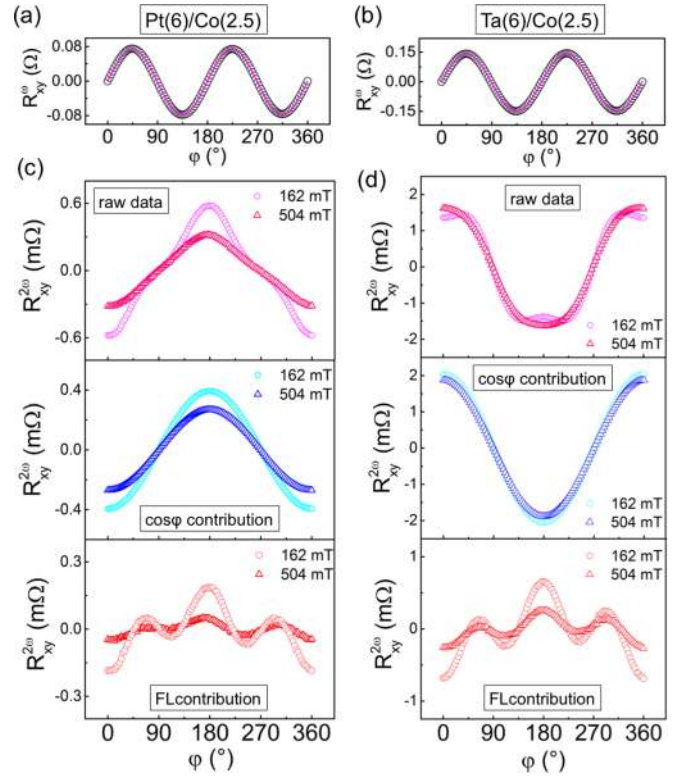 (a)
Pt(6)/Co(2.5)
0.08
0.00
-0.08
R^ω_xy (Ω)
0 90 180 270 360
φ (°)
(b)
Ta(6)/Co(2.5)
0.15
0.00
-0.15
R^ω_xy (Ω)
0 90 180 270 360
φ (°)
(c)
raw data
162 mT
504 mT
0.6
0.0
-0.6
R^2ω_xy (mΩ)
162 mT
504 mT
0.4
0.0
-0.4
R^2ω_xy (mΩ)
cosφ contribution
162 mT
504 mT
0.3
0.0
-0.3
R^2ω_xy (mΩ)
FLcontribution
0 90 180 270 360
φ (°)
(d)
raw data
2
1
0
-1
-2
R^2ω_xy (mΩ)
162 mT
504 mT
cosφ contribution
2
1
0
-1
-2
R^2ω_xy (mΩ)
162 mT
504 mT
162 mT
504 mT
1
0
-1
R^2ω_xy (mΩ)
FLcontribution
0 90 180 270 360
φ (°)